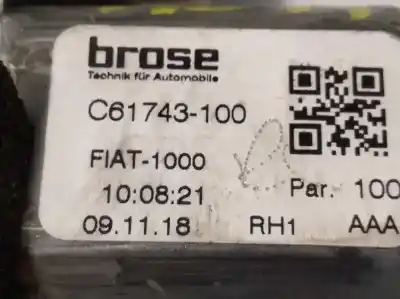 brose
Technik für Automobile
C61743-100
FIAT-1000
10:08:21 Par. 100
09.11.18 RH1 AAA